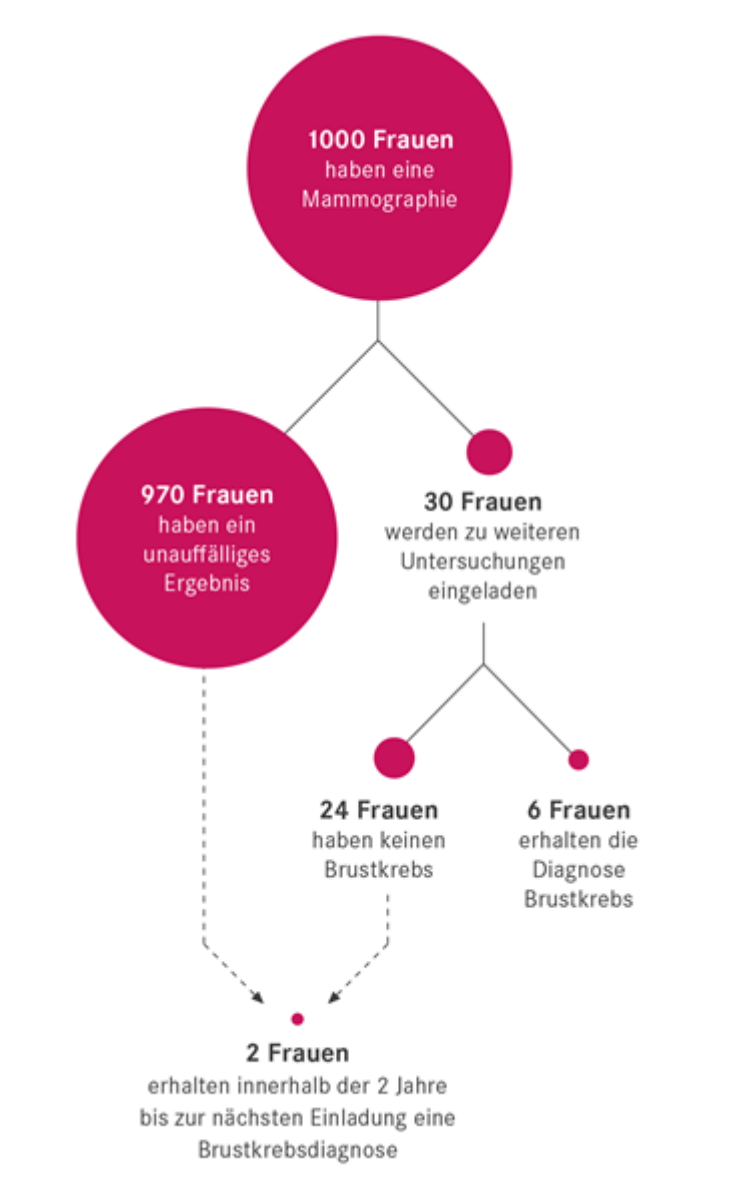 1000 Frauen
haben eine
Mammographie
970 Frauen
haben ein
unauffälliges
Ergebnis
30 Frauen
werden zu weiteren
Untersuchungen
eingeladen
24 Frauen
haben keinen
Brustkrebs
6 Frauen
erhalten die
Diagnose
Brustkrebs
2 Frauen
erhalten innerhalb der 2 Jahre
bis zur nächsten Einladung eine
Brustkrebsdiagnose